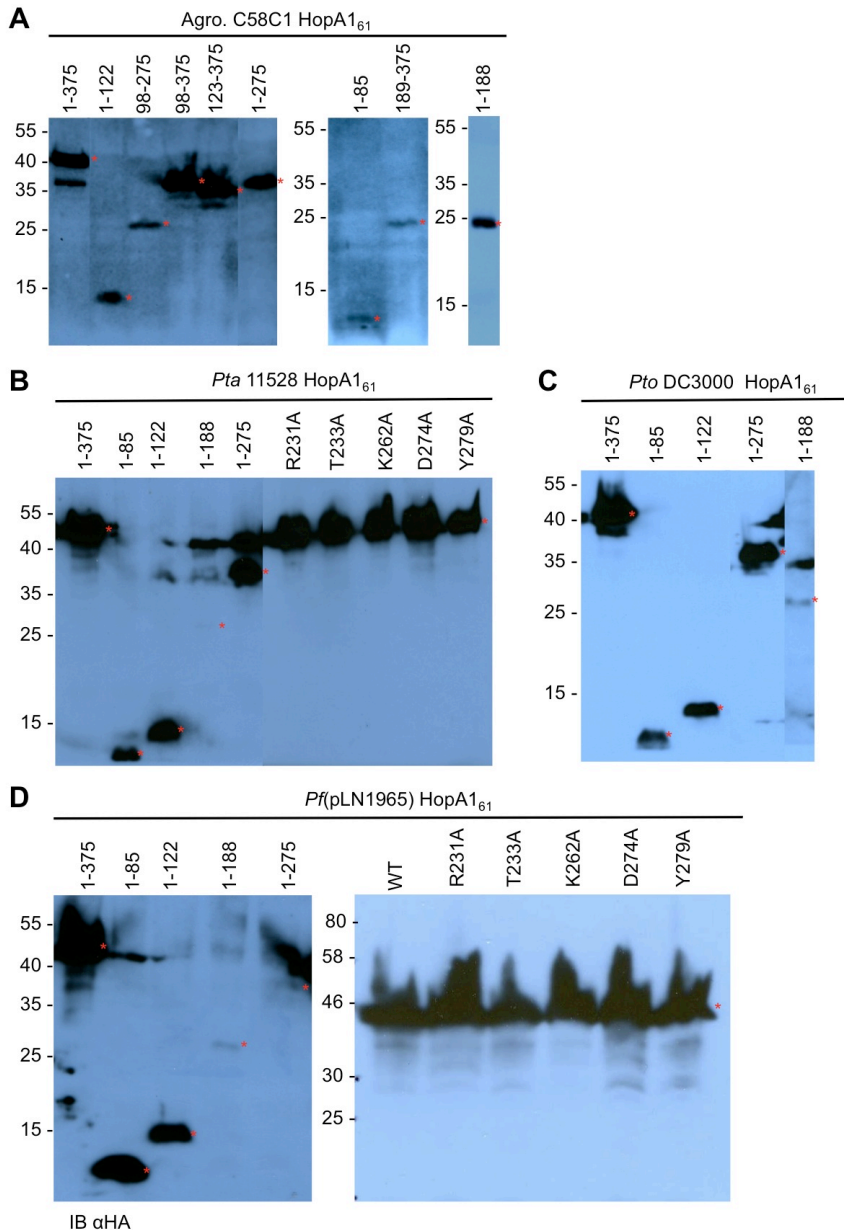 A
Agro. C58C1 HopA1₆₁
1-375
1-122
98-275
98-375
123-375
1-275
1-85
189-375
1-188
55 -
40 -
35 -
25 -
15 -
55 -
35 -
25 -
15 -
55 -
35 -
25 -
15 -
B
Pta 11528 HopA1₆₁
1-375
1-85
1-122
1-188
1-275
R231A
T233A
K262A
D274A
Y279A
55 -
40 -
35 -
25 -
15 -
C
Pto DC3000 HopA1₆₁
1-375
1-85
1-122
1-275
1-188
55 -
40 -
35 -
25 -
15 -
D
Pf(pLN1965) HopA1₆₁
1-375
1-85
1-122
1-188
1-275
WT
R231A
T233A
K262A
D274A
Y279A
55 -
40 -
35 -
25 -
15 -
80 -
58 -
46 -
30 -
25 -
IB αHA